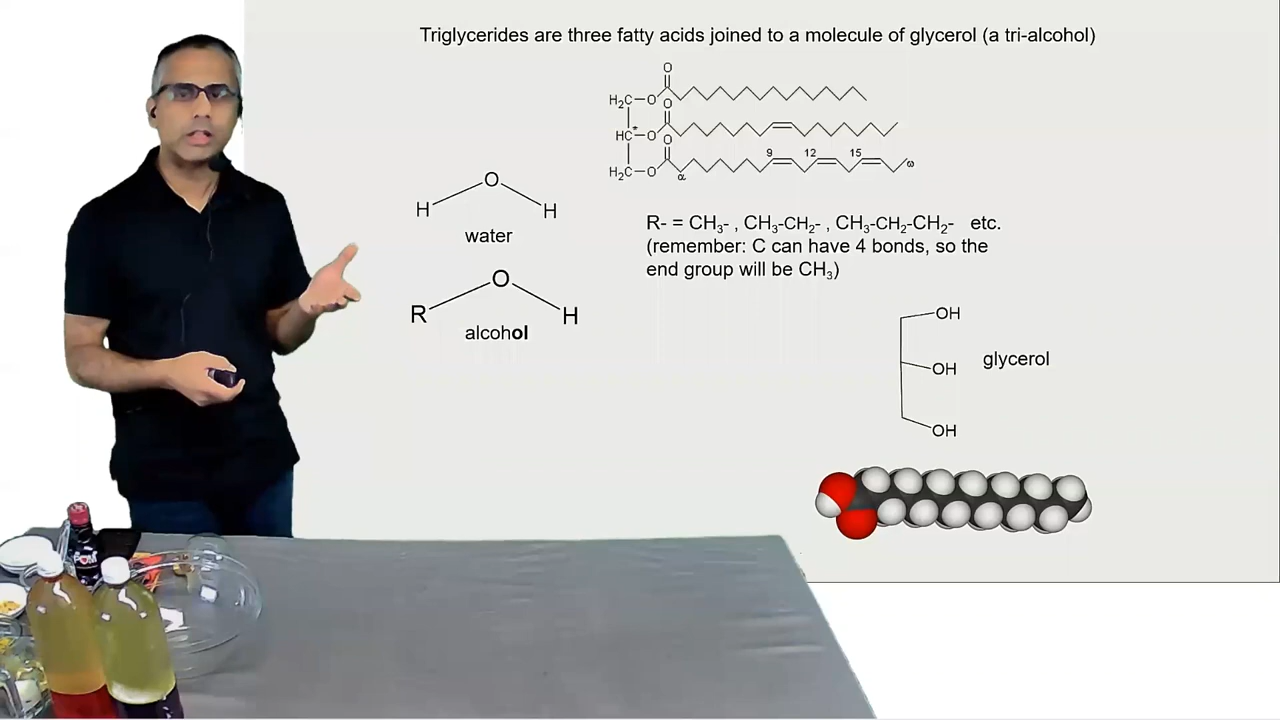 Triglycerides are three fatty acids joined to a molecule of glycerol (a tri-alcohol)
O
H₂C—O
O
HC*—O
O
9 12 15
ω
H₂C—O
α
O
H H
water
R- = CH₃- , CH₃-CH₂- , CH₃-CH₂-CH₂- etc.
(remember: C can have 4 bonds, so the
end group will be CH₃)
O
R H
alcohol
OH
OH
glycerol
OH
POM